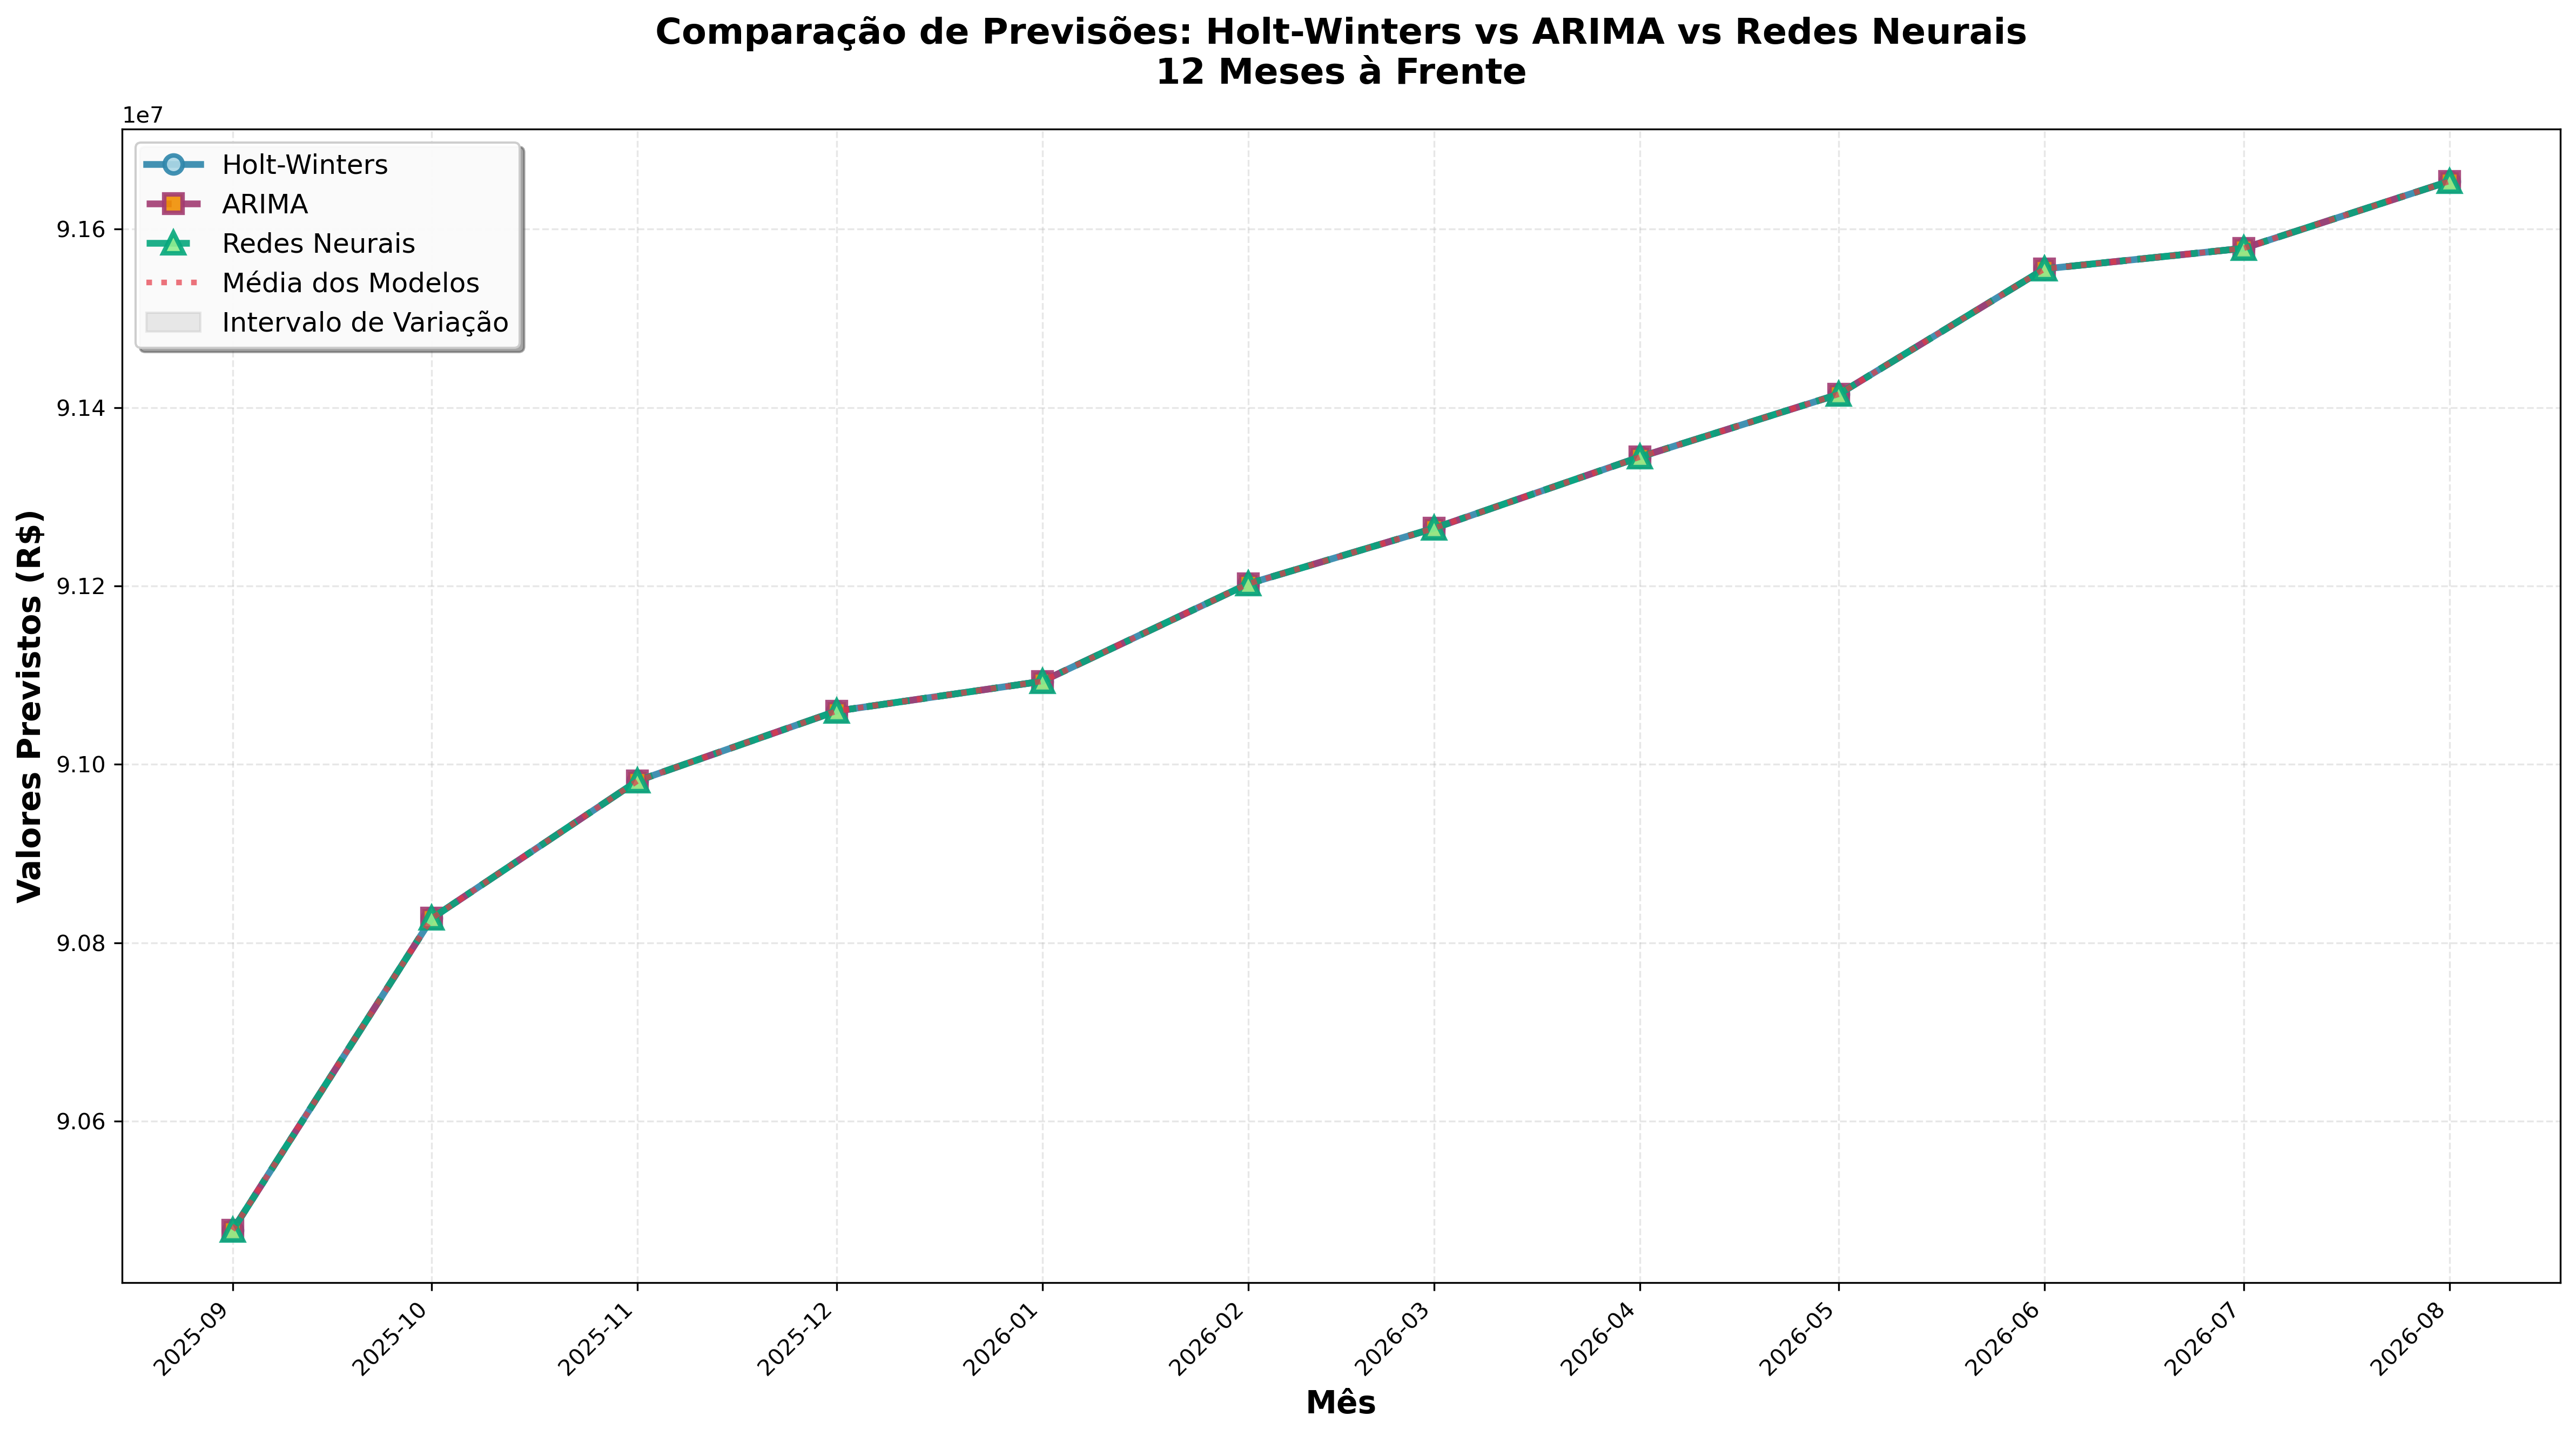 Comparação de Previsões: Holt-Winters vs ARIMA vs Redes Neurais
12 Meses à Frente
1e7
Holt-Winters
ARIMA
Redes Neurais
Média dos Modelos
Intervalo de Variação
9.16
9.14
9.12
9.10
9.08
9.06
Valores Previstos (R$)
2025-09
2025-10
2025-11
2025-12
2026-01
2026-02
2026-03
2026-04
2026-05
2026-06
2026-07
2026-08
Mês